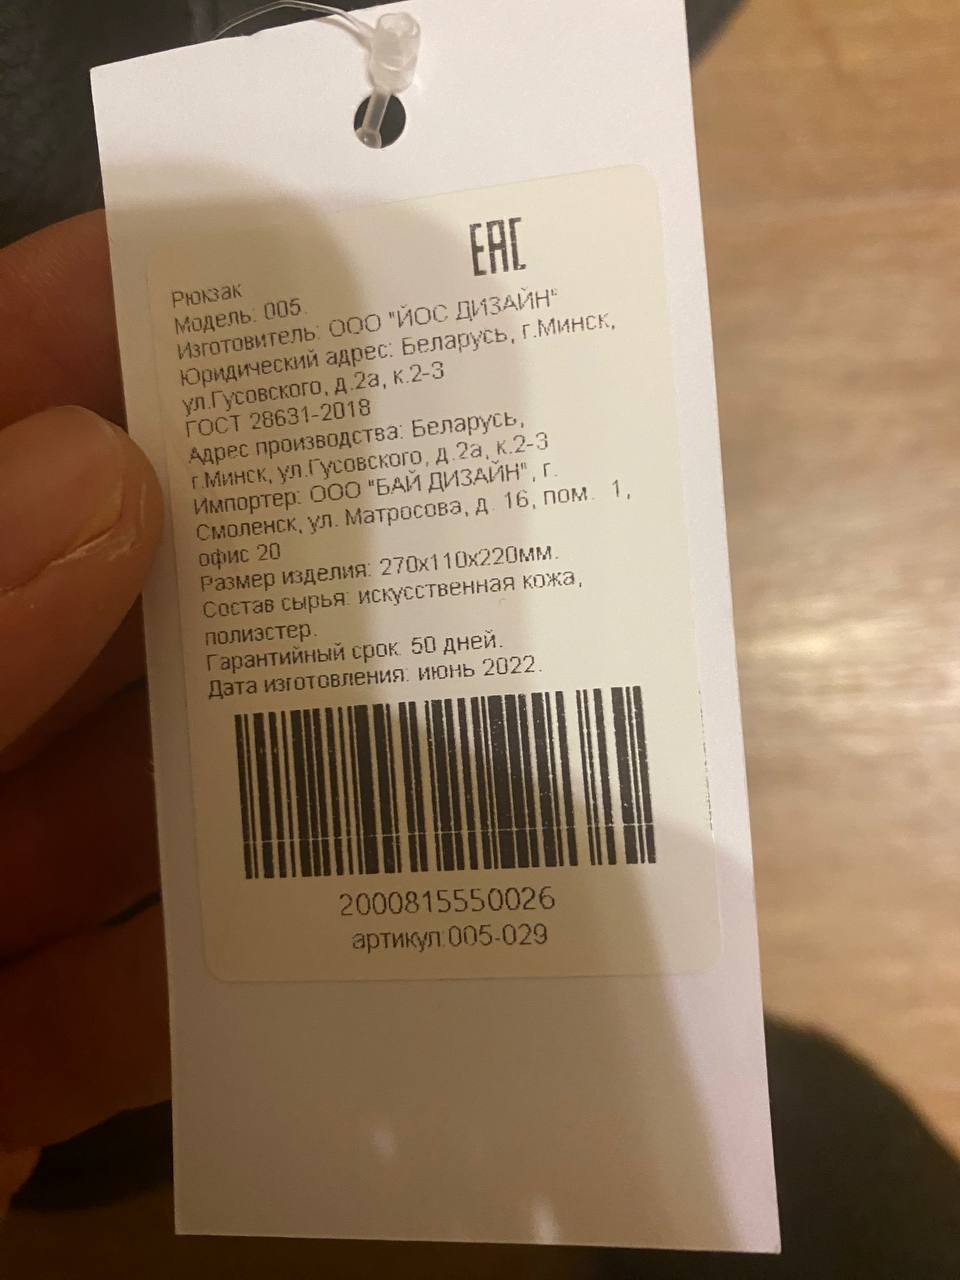 EAC
Рюкзак
Модель: 005.
Изготовитель: ООО "ЙОС ДИЗАЙН"
Юридический адрес: Беларусь, г.Минск,
ул.Гусовского, д.2а, к.2-3
ГОСТ 28631-2018
Адрес производства: Беларусь,
г.Минск, ул.Гусовского, д.2а, к.2-3
Импортер: ООО "БАЙ ДИЗАЙН", г.
Смоленск, ул. Матросова, д. 16, пом. 1,
офис 20
Размер изделия: 270х110х220мм.
Состав сырья: искусственная кожа,
полиэстер.
Гарантийный срок: 50 дней.
Дата изготовления: июнь 2022.
2000815550026
артикул:005-029